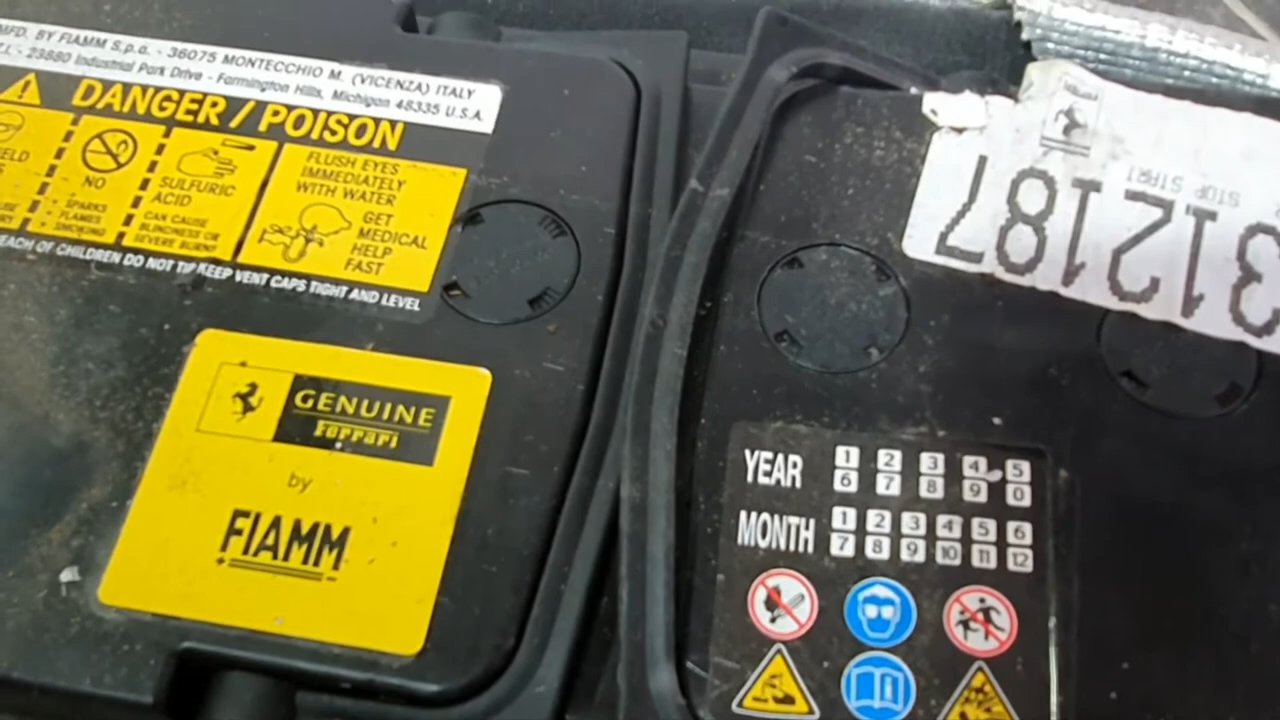 MFD. BY FIAMM S.p.a. - 36075 MONTECCHIO M. (VICENZA) ITALY
23880 Industrial Park Drive - Farmington Hills, Michigan 48335 U.S.A.
DANGER / POISON
NO
SPARKS
FLAMES
SMOKING
SULFURIC
ACID
CAN CAUSE
BLINDNESS OR
SEVERE BURNS
FLUSH EYES
IMMEDIATELY
WITH WATER
GET
MEDICAL
HELP
FAST
EACH OF CHILDREN DO NOT TIP KEEP VENT CAPS TIGHT AND LEVEL
GENUINE
Ferrari
by
FIAMM
312187
STOP START
YEAR 1 2 3 4 5
6 7 8 9 0
MONTH 1 2 3 4 5 6
7 8 9 10 11 12